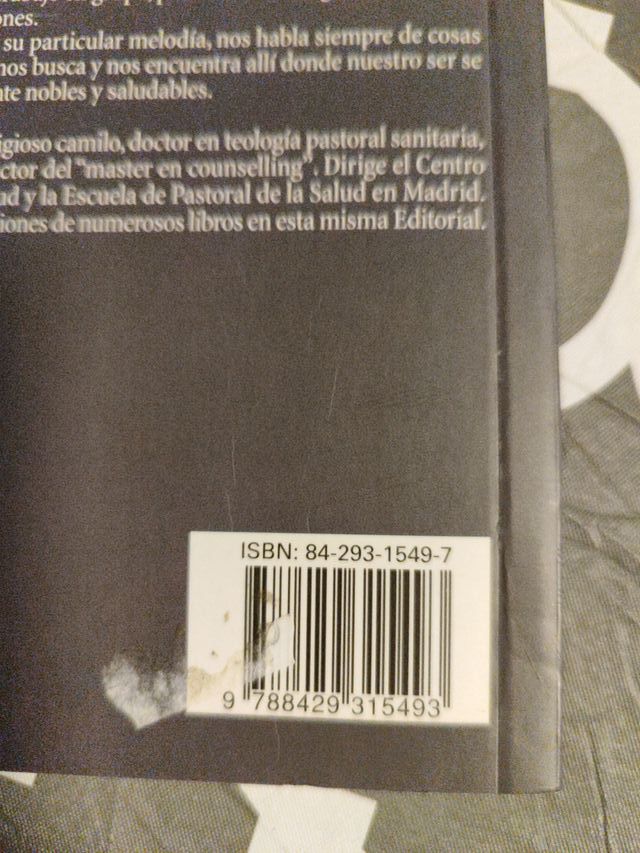 ones.
su particular melodía, nos habla siempre de cosas
nos busca y nos encuentra allí donde nuestro ser se
te nobles y saludables.
igioso camilo, doctor en teología pastoral sanitaria,
ctor del "master en counselling". Dirige el Centro
ud y la Escuela de Pastoral de la Salud en Madrid.
iones de numerosos libros en esta misma Editorial.
ISBN: 84-293-1549-7
9 788429 315493